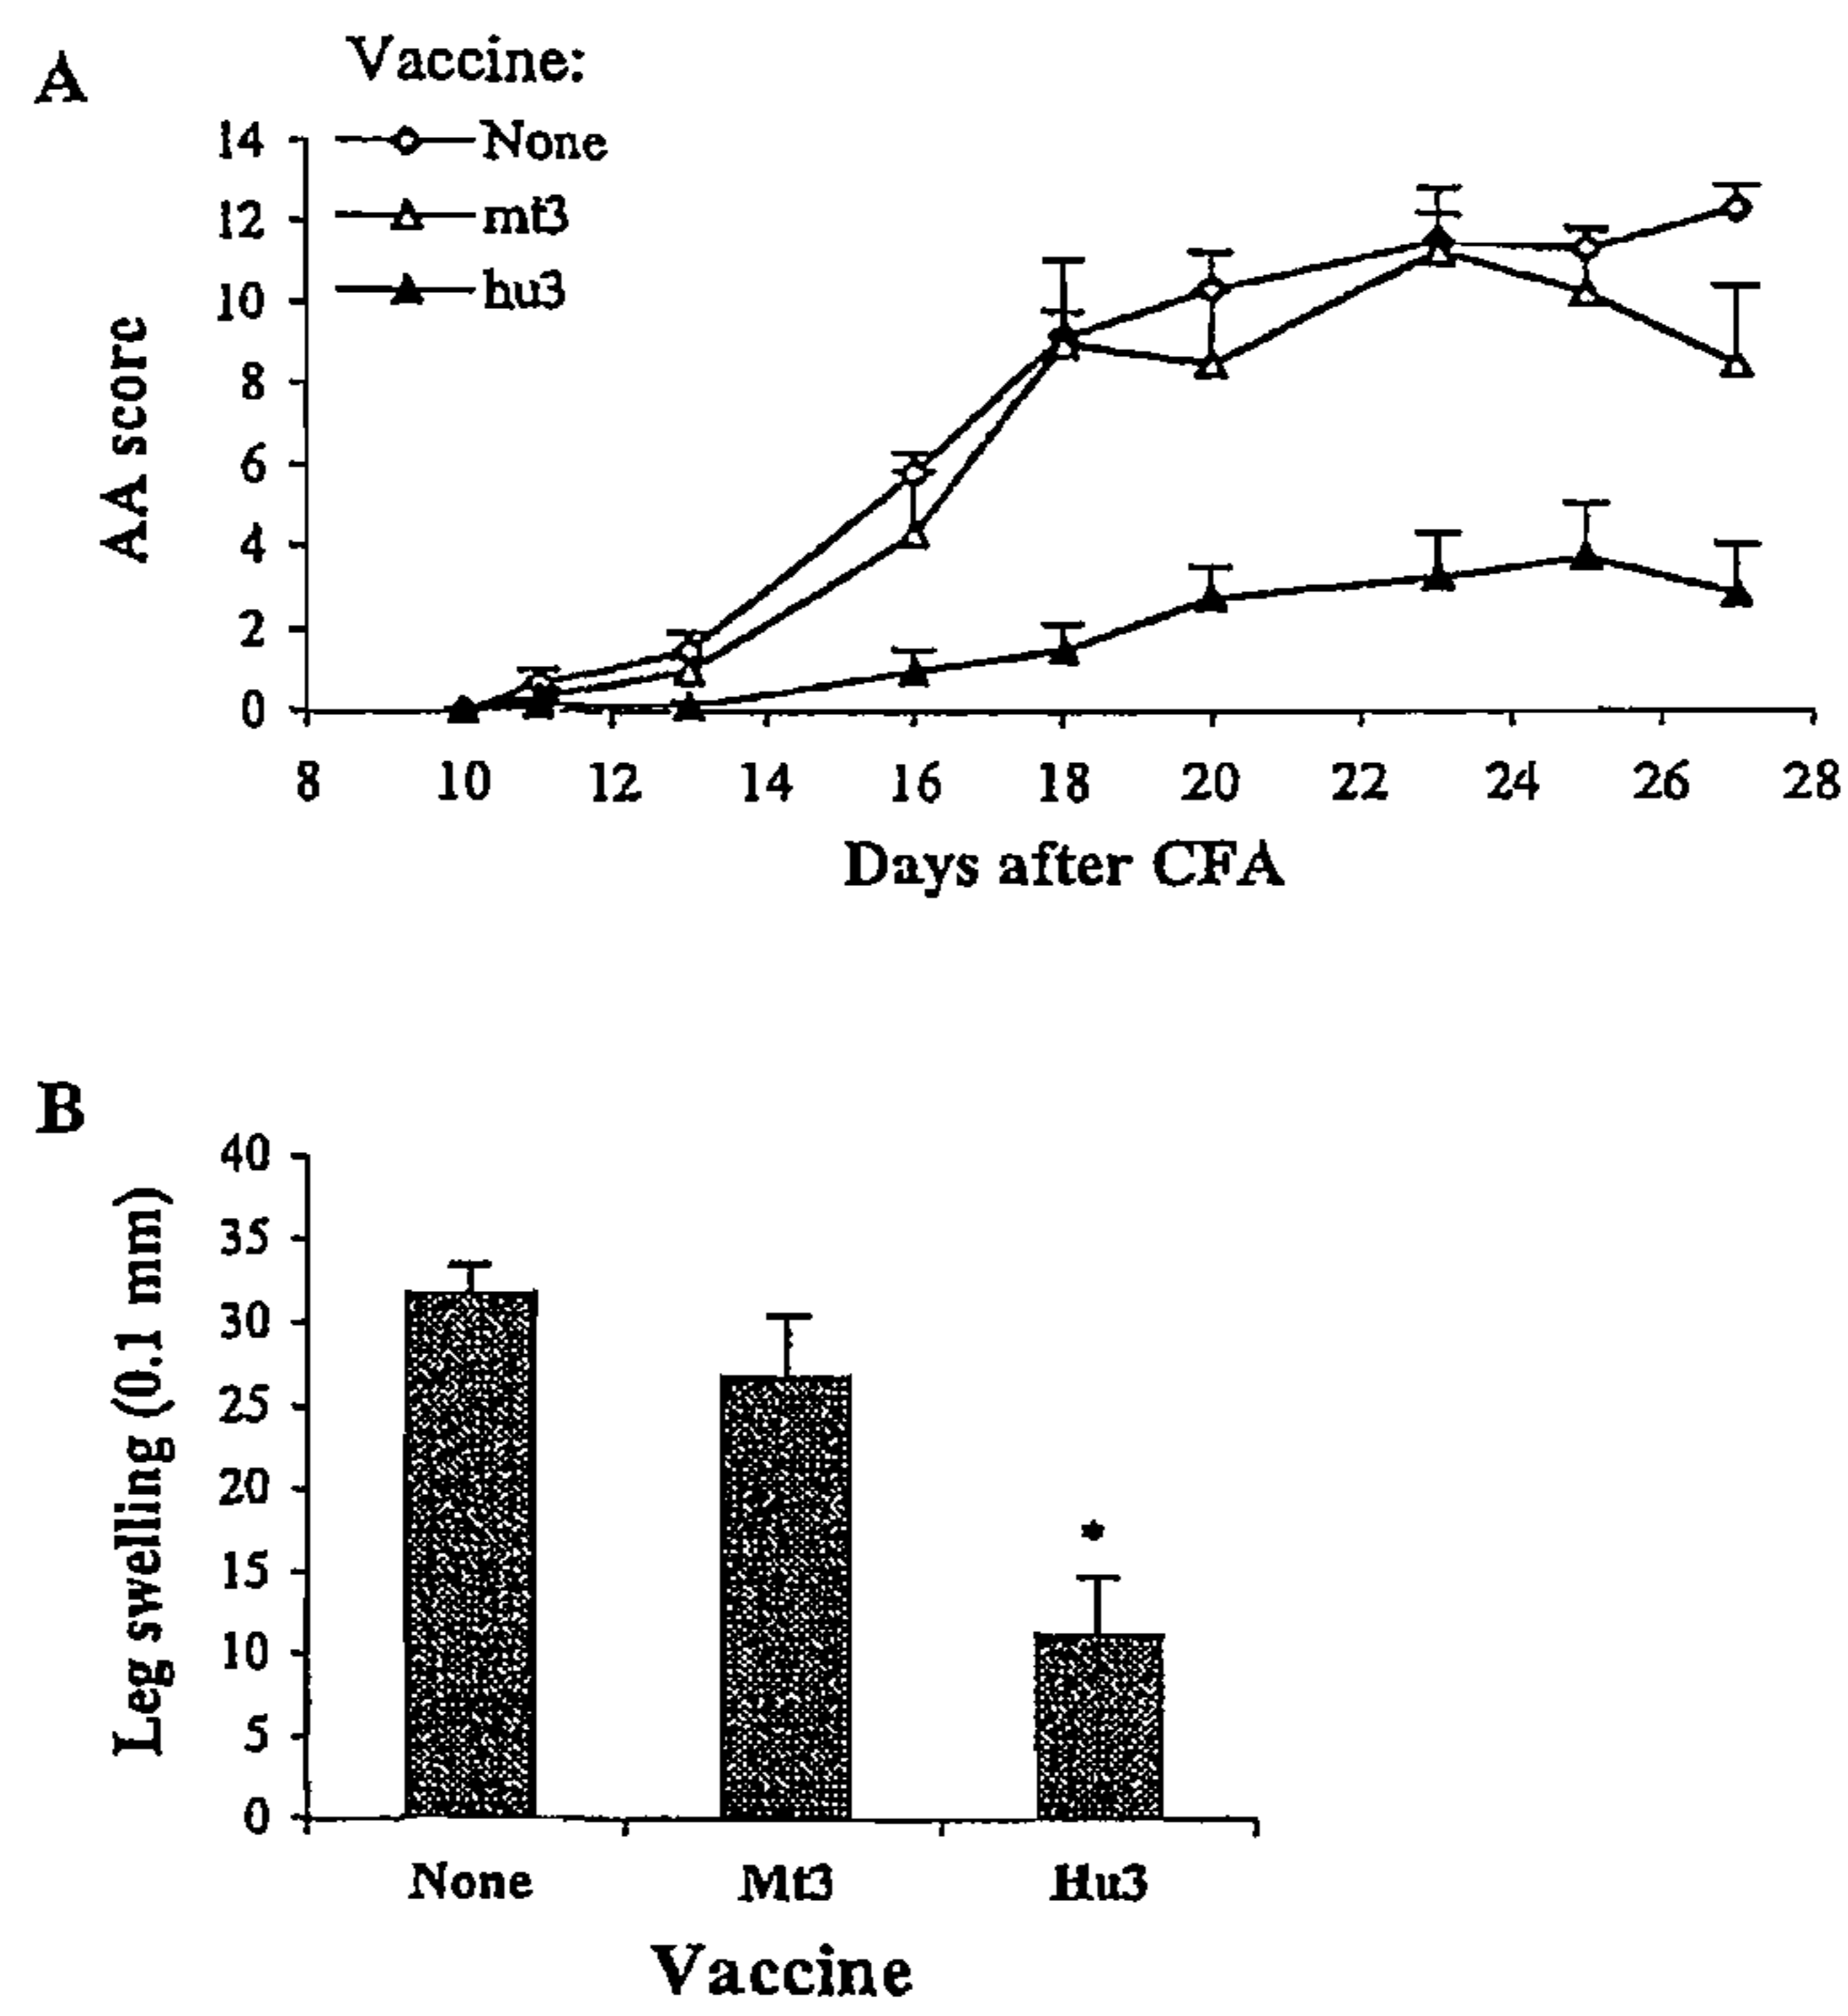 A
Vaccine:
None
mt3
hu3
14
12
10
8
6
4
2
0
AA score
8 10 12 14 16 18 20 22 24 26 28
Days after CFA
B
40
35
30
25
20
15
10
5
0
Leg swelling (0.1 mm)
*
None Mt3 Hu3
Vaccine